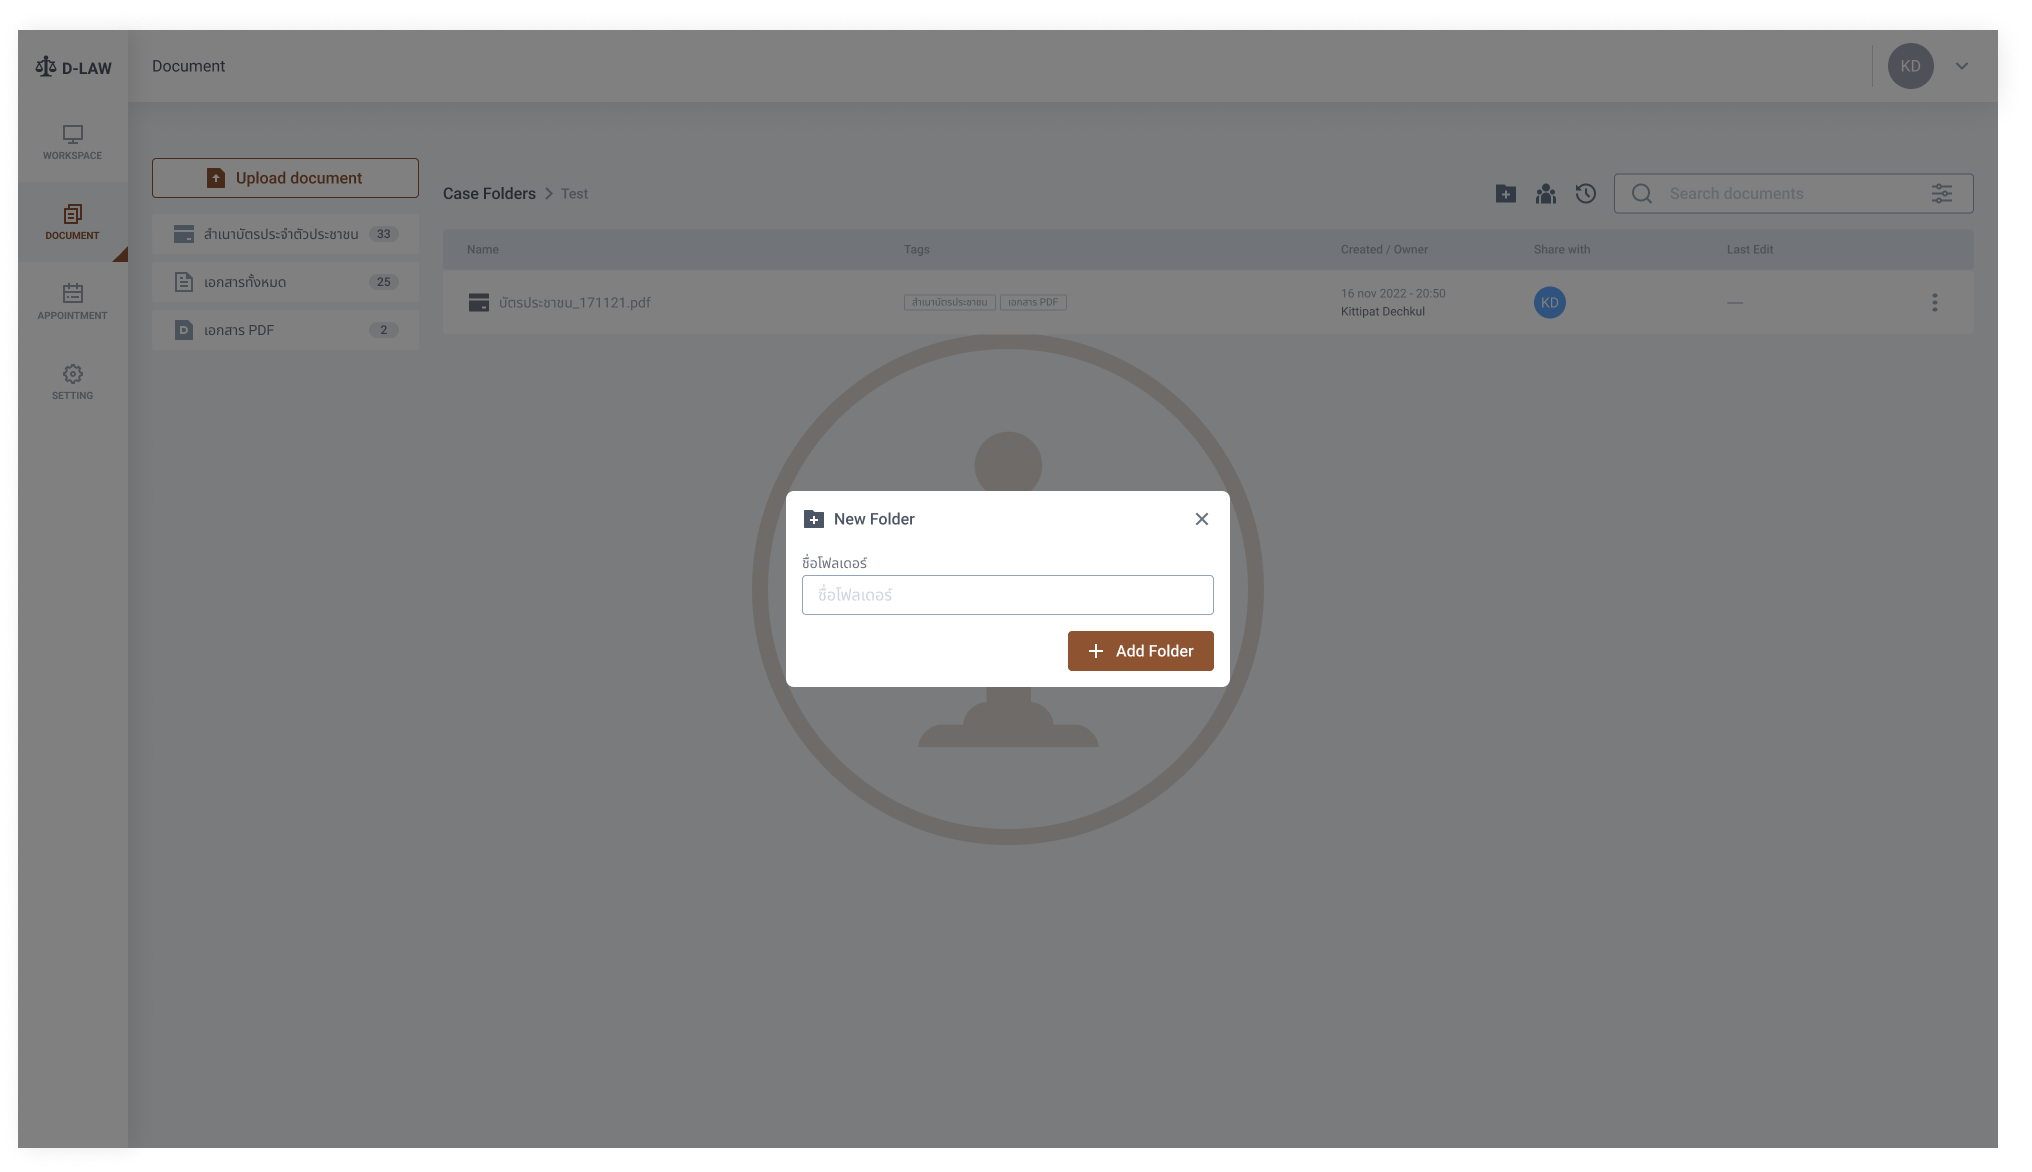 D-LAW
Document
KD
WORKSPACE
DOCUMENT
APPOINTMENT
SETTING
Upload document
สำเนาบัตรประจำตัวประชาชน 33
เอกสารทั้งหมด 25
เอกสาร PDF 2
Case Folders > Test
Search documents
Name Tags Created / Owner Share with Last Edit
บัตรประชาชน_171121.pdf
สำเนาบัตรประชาชน เอกสาร PDF
16 nov 2022 - 20:50
Kittipat Dechkul
KD
—
New Folder
ชื่อโฟลเดอร์
ชื่อโฟลเดอร์
Add Folder